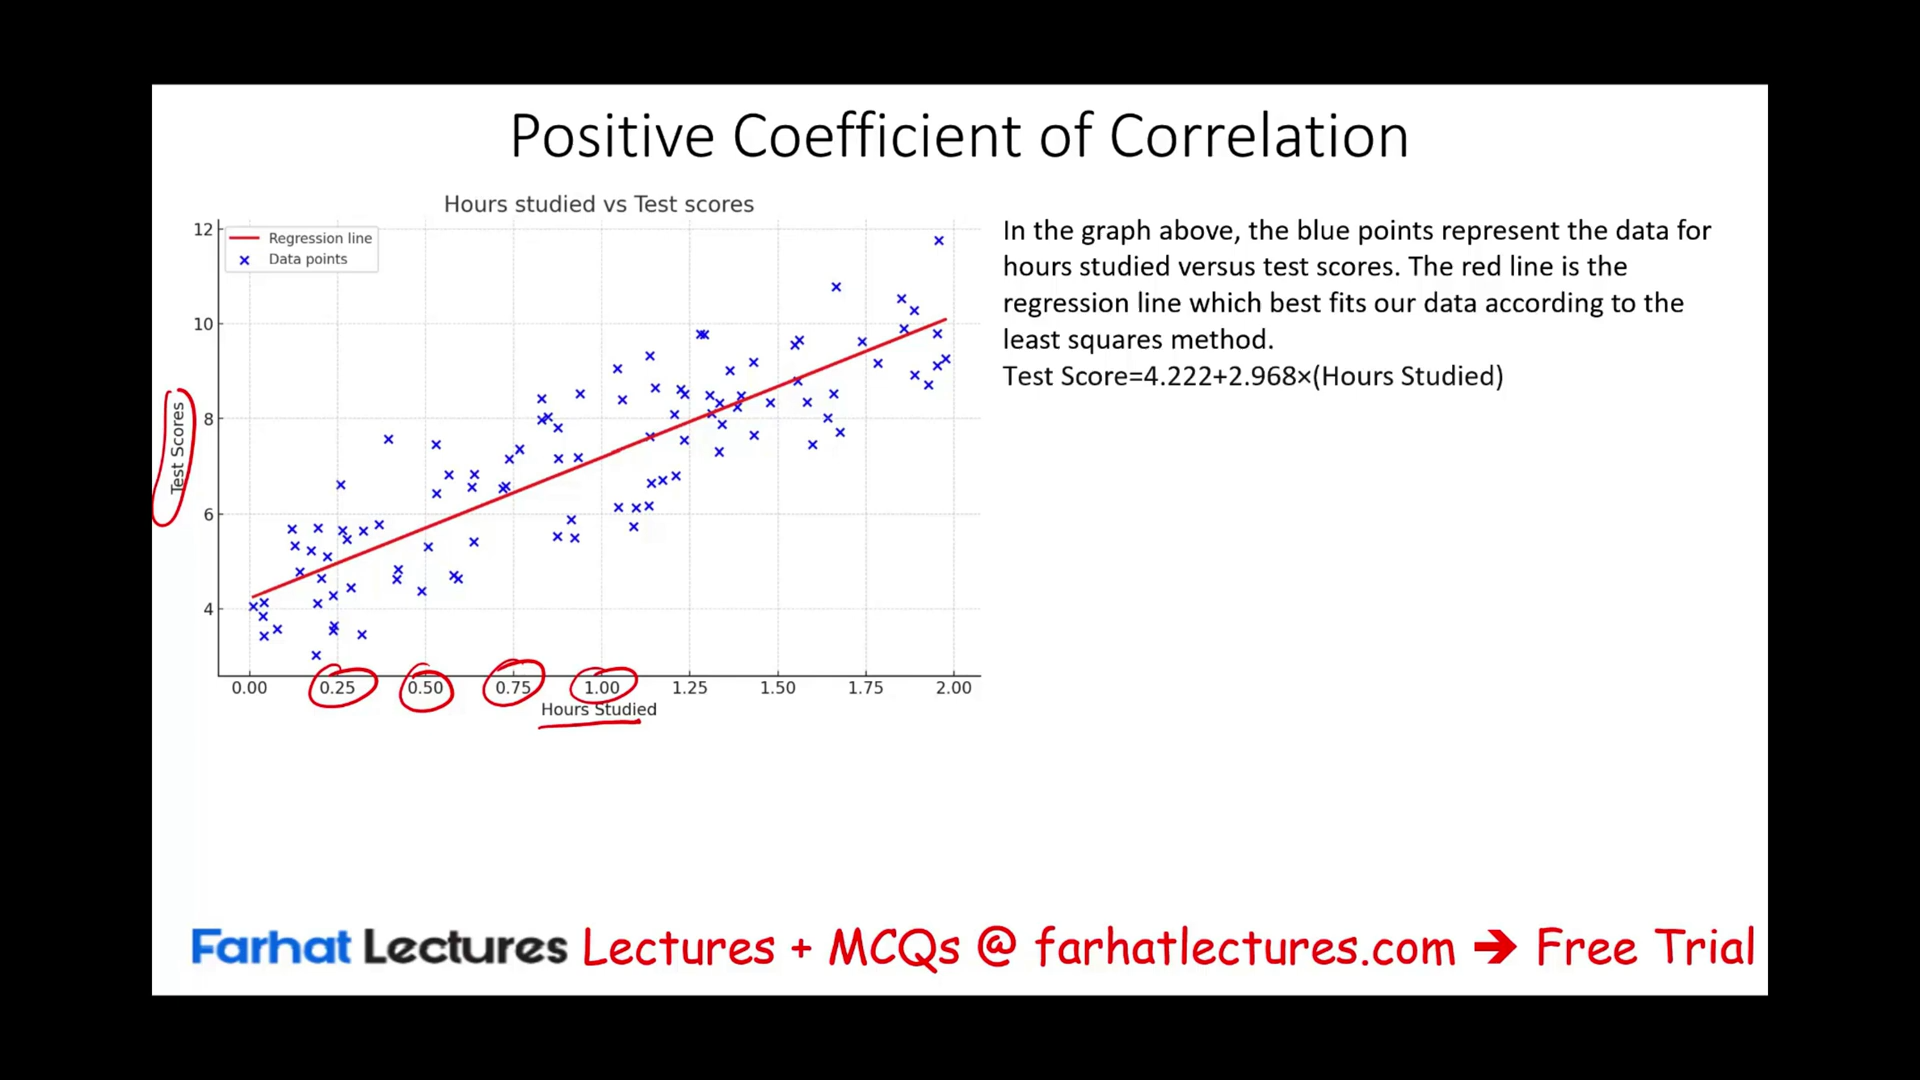 Positive Coefficient of Correlation
Hours studied vs Test scores
Regression line
Data points
12
10
8
6
4
Test Scores
0.00 0.25 0.50 0.75 1.00 1.25 1.50 1.75 2.00
Hours Studied
In the graph above, the blue points represent the data for
hours studied versus test scores. The red line is the
regression line which best fits our data according to the
least squares method.
Test Score=4.222+2.968×(Hours Studied)
Farhat Lectures Lectures + MCQs @ farhatlectures.com ➔ Free Trial